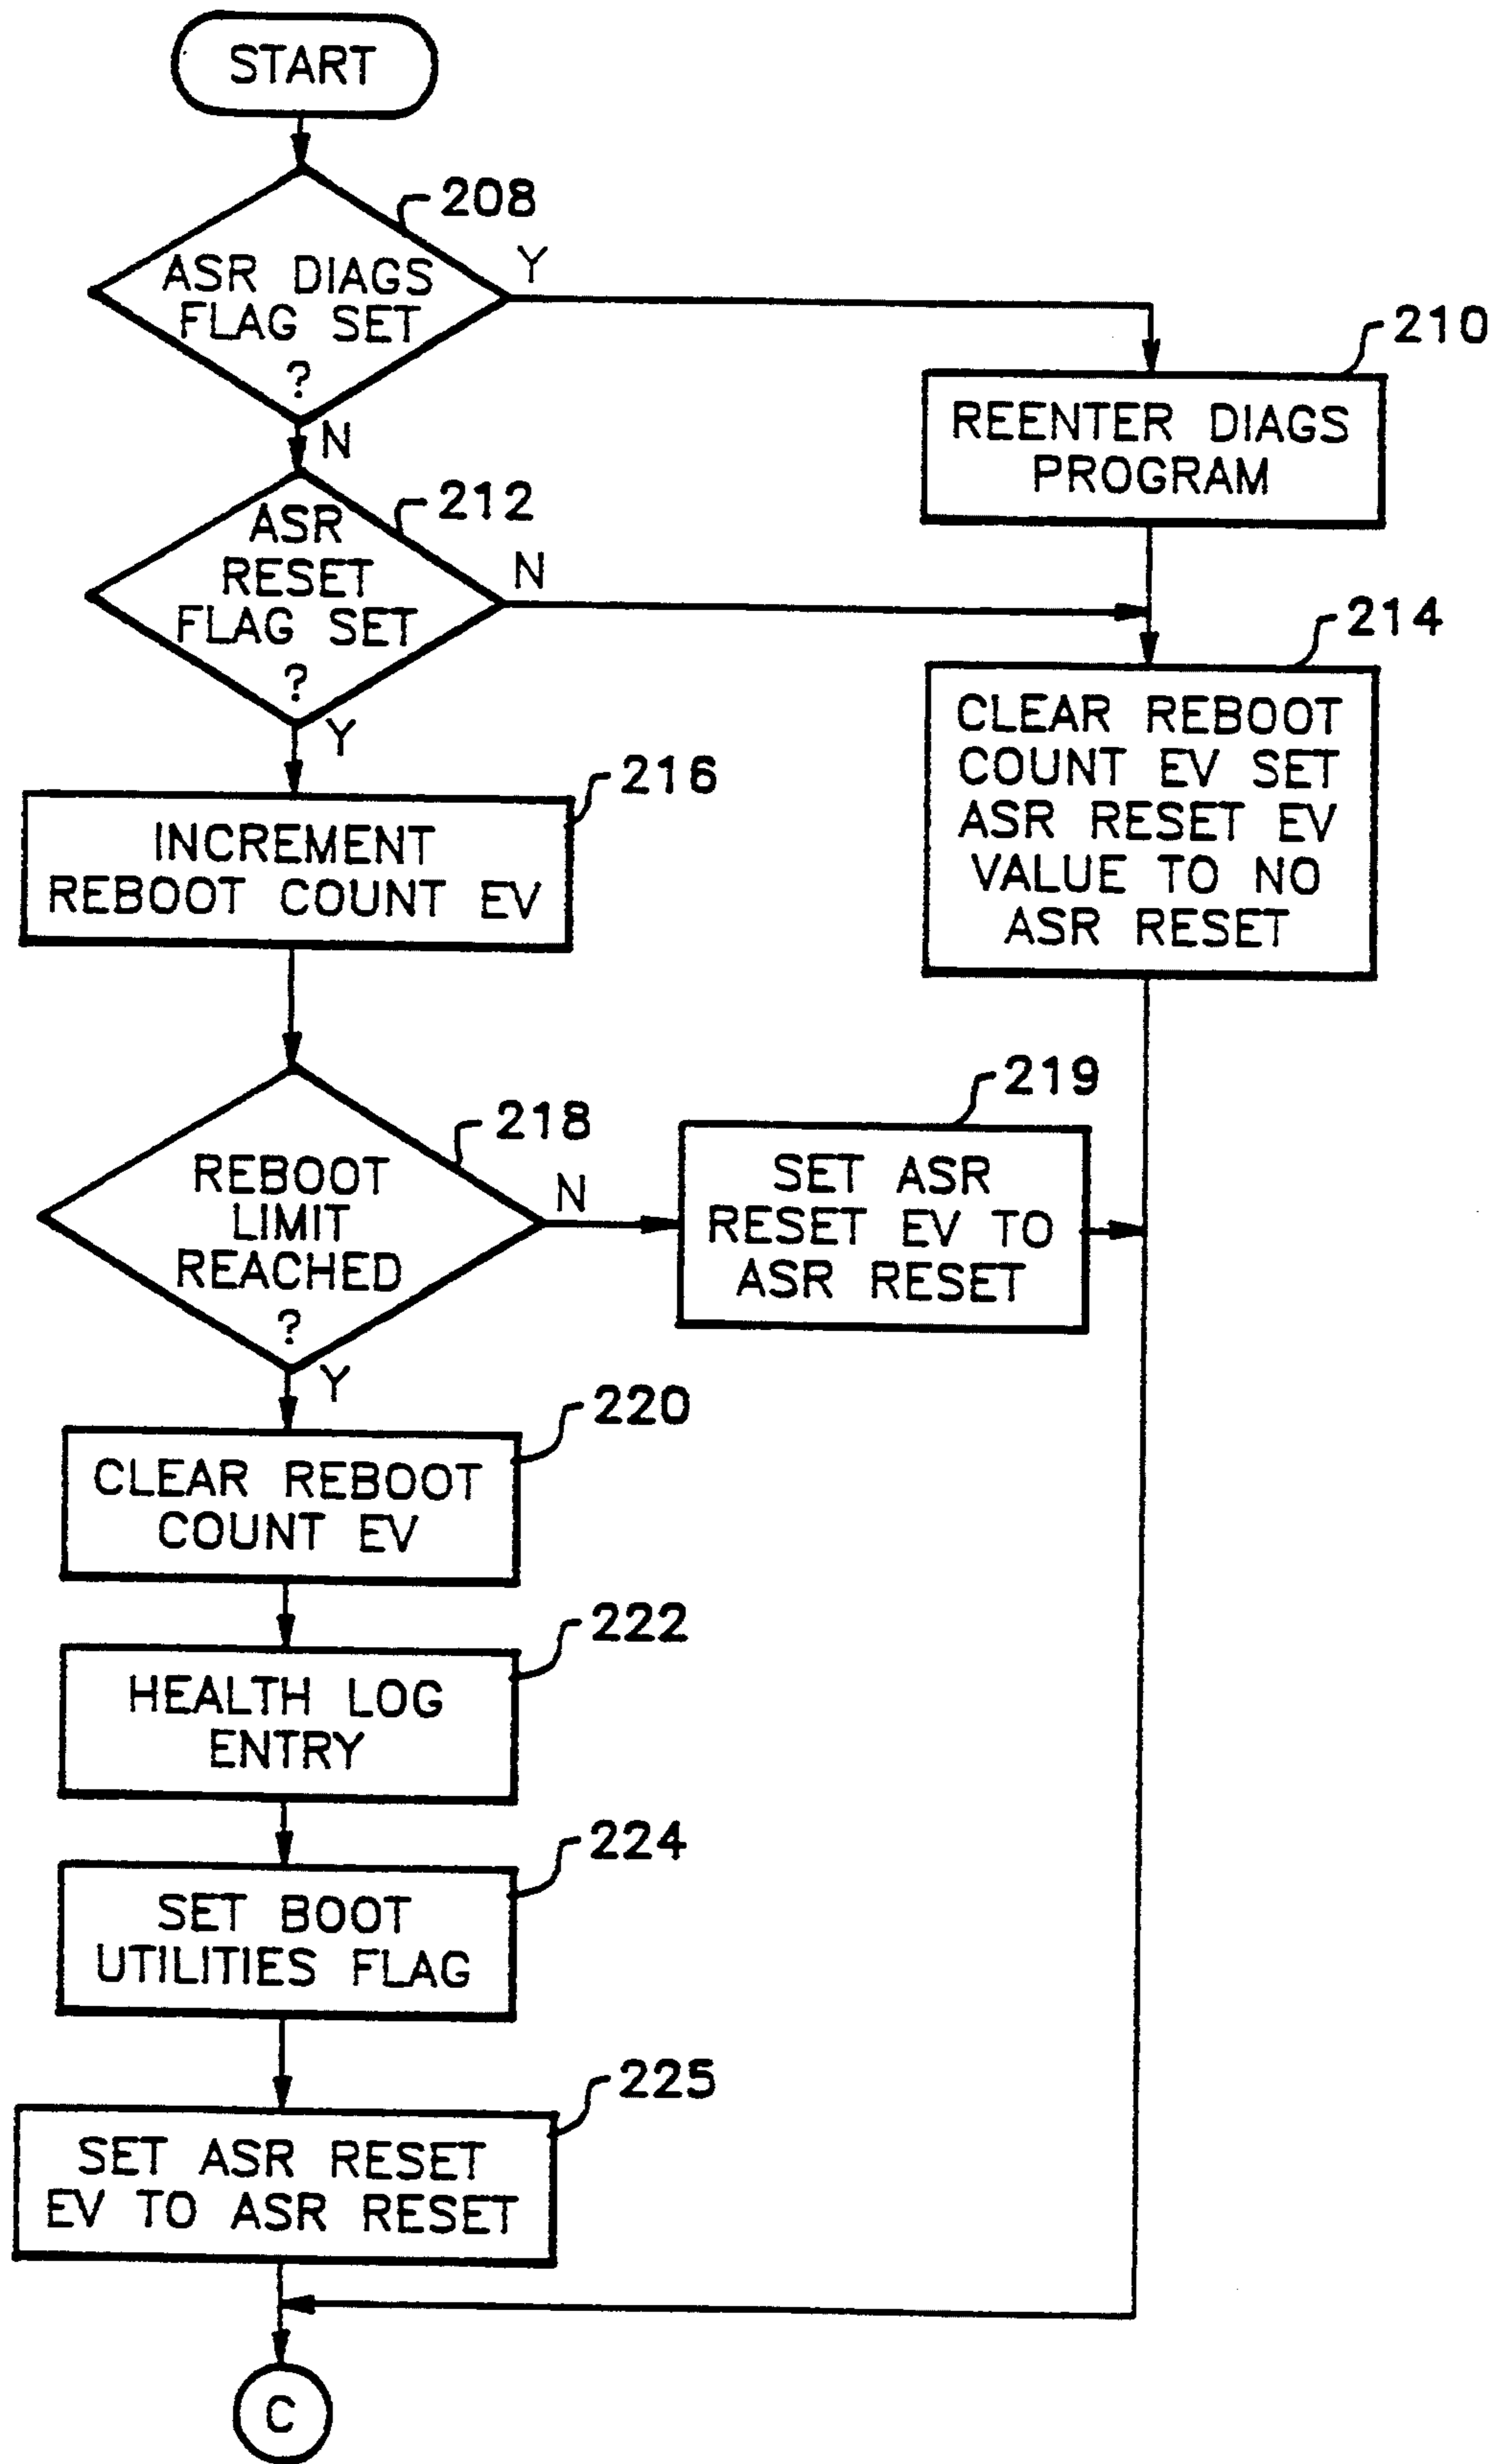 START
208
ASR DIAGS
FLAG SET
?
Y
N
210
REENTER DIAGS
PROGRAM
212
ASR
RESET
FLAG SET
?
N
Y
214
CLEAR REBOOT
COUNT EV SET
ASR RESET EV
VALUE TO NO
ASR RESET
216
INCREMENT
REBOOT COUNT EV
218
REBOOT
LIMIT
REACHED
?
N
Y
219
SET ASR
RESET EV TO
ASR RESET
220
CLEAR REBOOT
COUNT EV
222
HEALTH LOG
ENTRY
224
SET BOOT
UTILITIES FLAG
225
SET ASR RESET
EV TO ASR RESET
C